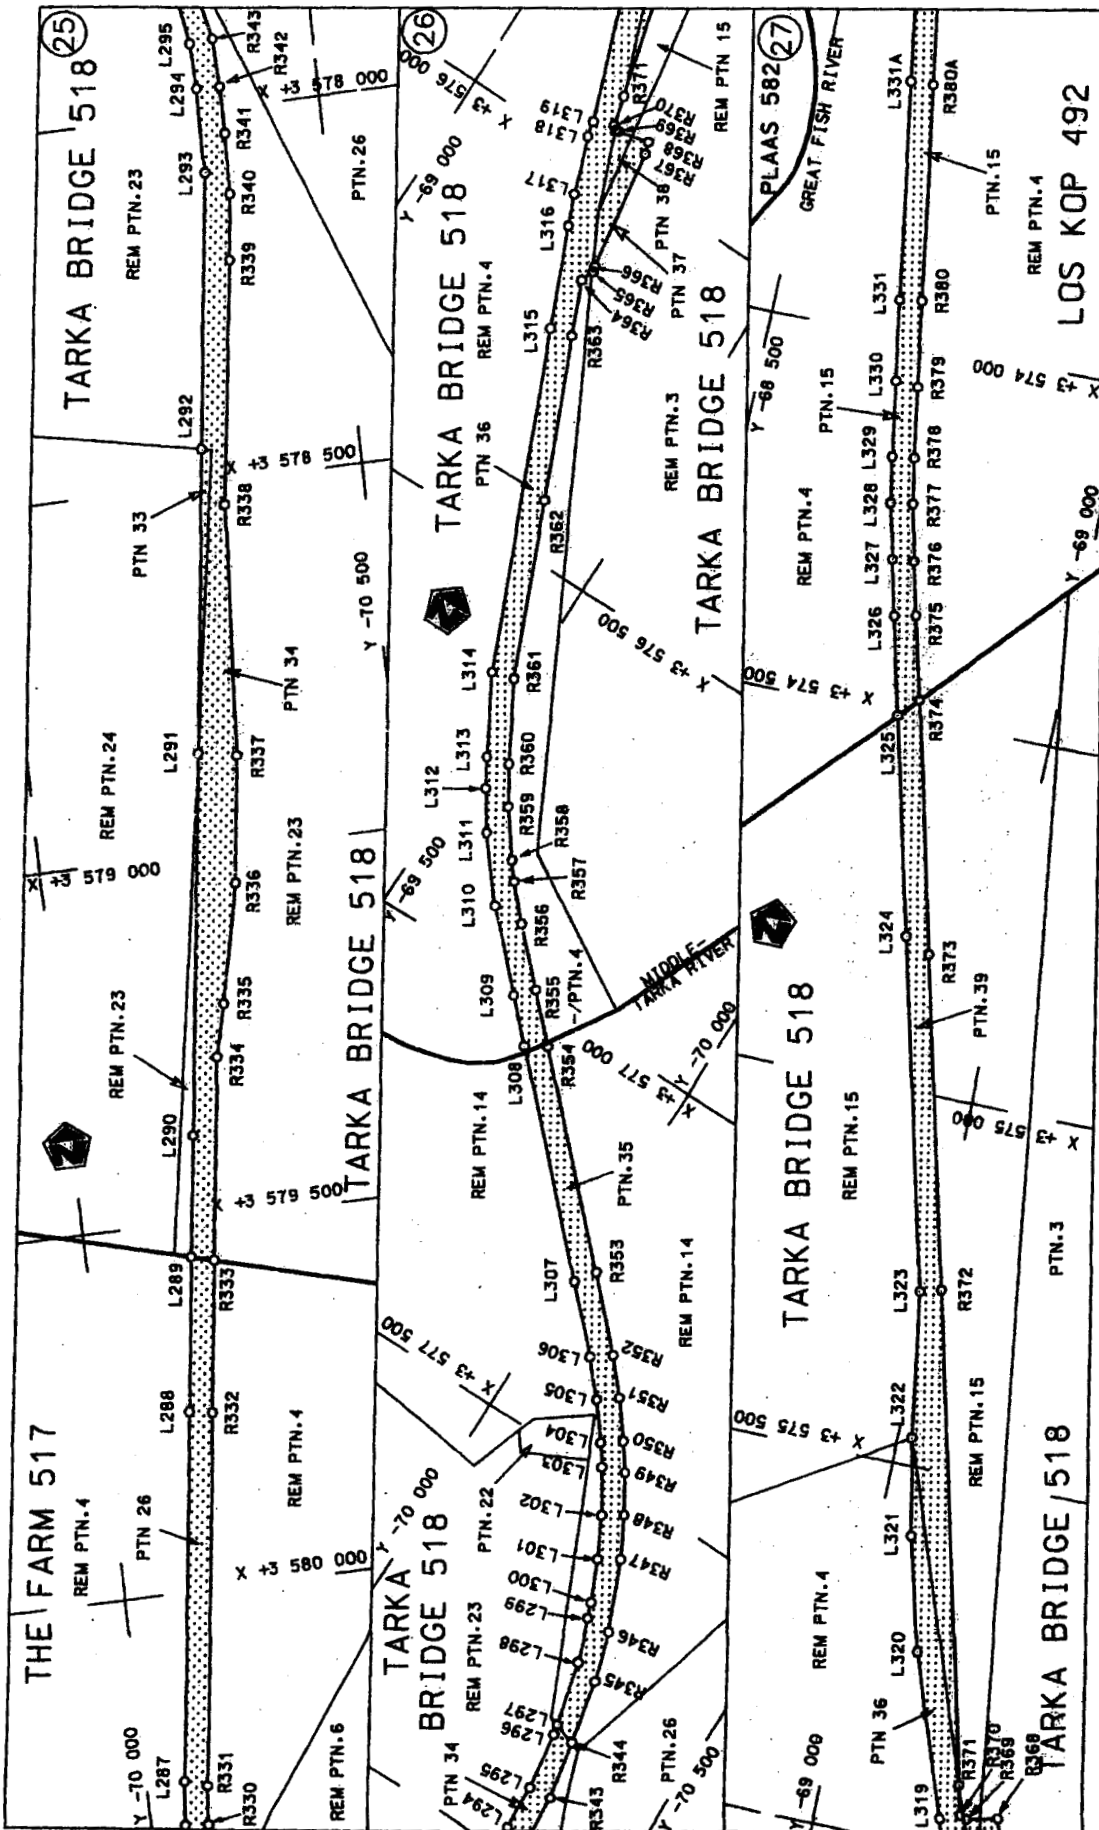 25
THE FARM 517
REM PTN.4
PTN 26
REM PTN.4
REM PTN.6
Y -70 000
X +3 580 000
L287
L288
L289
L290
L291
L292
L293
L294
L295
R330
R331
R332
R333
R334
R335
R336
R337
R338
R339
R340
R341
R342
R343
N
REM PTN.23
X +3 579 500
TARKA BRIDGE 518
X +3 579 000
REM PTN.24
REM PTN.23
PTN 34
PTN 33
Y -70 500
X +3 578 500
TARKA BRIDGE 518
REM PTN.23
X +3 578 000
PTN.26
26
TARKA
BRIDGE 518
REM PTN.23
PTN 34
PTN.26
Y -70 500
Y -70 000
PTN.22
L294
L295
L296
L297
L298
L299
L300
L301
L302
L303
L304
L305
L306
L307
L308
L309
L310
L311
L312
L313
L314
L315
L316
L317
L318
L319
R343
R344
R345
R346
R347
R348
R349
R350
R351
R352
R353
R354
R355
R356
R357
R358
R359
R360
R361
R362
R363
R364
R365
R366
R367
R368
R369
R370
R371
X +3 577 500
REM PTN.14
PTN.35
REM PTN.14
X +3 577 000
Y -70 000
MIDDLE-
TARKA RIVER
-/PTN.4
Y -69 500
N
X +3 576 500
TARKA BRIDGE 518
PTN 36
REM PTN.4
REM PTN.3
TARKA BRIDGE 518
PTN 37
PTN 38
REM PTN 15
Y -69 000
X +3 576 000
27
TARKA BRIDGE 518
PTN 36
REM PTN.4
Y -69 000
REM PTN.15
X +3 575 500
L319
L320
L321
L322
L323
L324
L325
L326
L327
L328
L329
L330
L331
L331A
R368
R369
R370
R371
R372
R373
R374
R375
R376
R377
R378
R379
R380
R380A
PTN.3
TARKA BRIDGE 518
REM PTN.15
X +3 575 000
PTN.39
N
X +3 574 500
Y -69 000
REM PTN.4
PTN.15
Y -68 500
X +3 574 000
LOS KOP 492
REM PTN.4
PTN.15
PLAAS 582
GREAT FISH RIVER